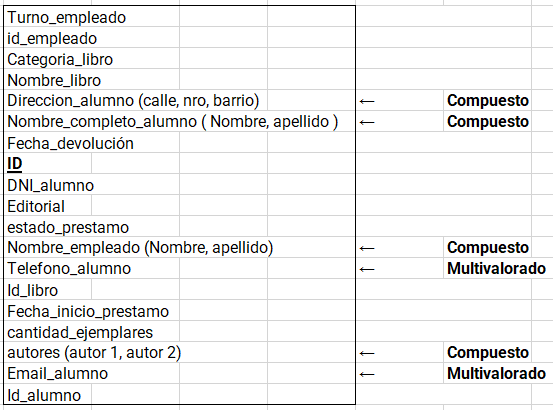 Turno_empleado
id_empleado
Categoria_libro
Nombre_libro
Direccion_alumno (calle, nro, barrio) ← Compuesto
Nombre_completo_alumno ( Nombre, apellido ) ← Compuesto
Fecha_devolución
ID
DNI_alumno
Editorial
estado_prestamo
Nombre_empleado (Nombre, apellido) ← Compuesto
Telefono_alumno ← Multivalorado
Id_libro
Fecha_inicio_prestamo
cantidad_ejemplares
autores (autor 1, autor 2) ← Compuesto
Email_alumno ← Multivalorado
Id_alumno